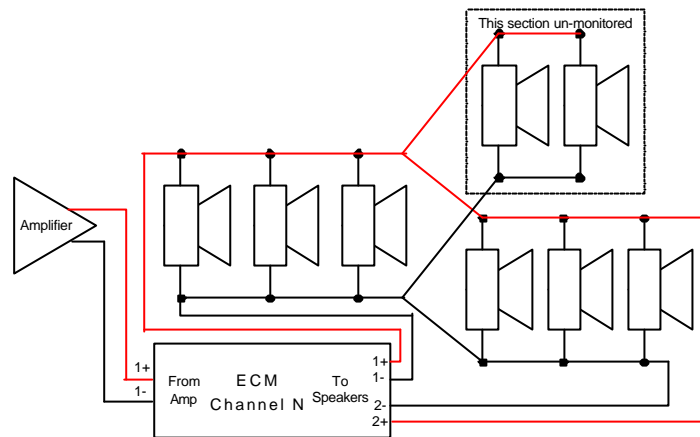 This section un-monitored
Amplifier
1+
1-
From
Amp
ECM
Channel N
To
Speakers
1+
1-
2-
2+